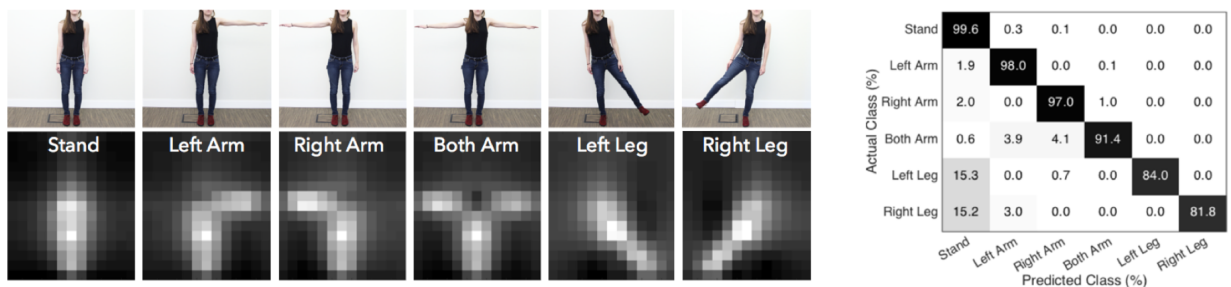 Stand
Left Arm
Right Arm
Both Arm
Left Leg
Right Leg
Actual Class (%)
Stand 99.6 0.3 0.1 0.0 0.0 0.0
Left Arm 1.9 98.0 0.0 0.1 0.0 0.0
Right Arm 2.0 0.0 97.0 1.0 0.0 0.0
Both Arm 0.6 3.9 4.1 91.4 0.0 0.0
Left Leg 15.3 0.0 0.7 0.0 84.0 0.0
Right Leg 15.2 3.0 0.0 0.0 0.0 81.8
Stand Left Arm Right Arm Both Arm Left Leg Right Leg
Predicted Class (%)